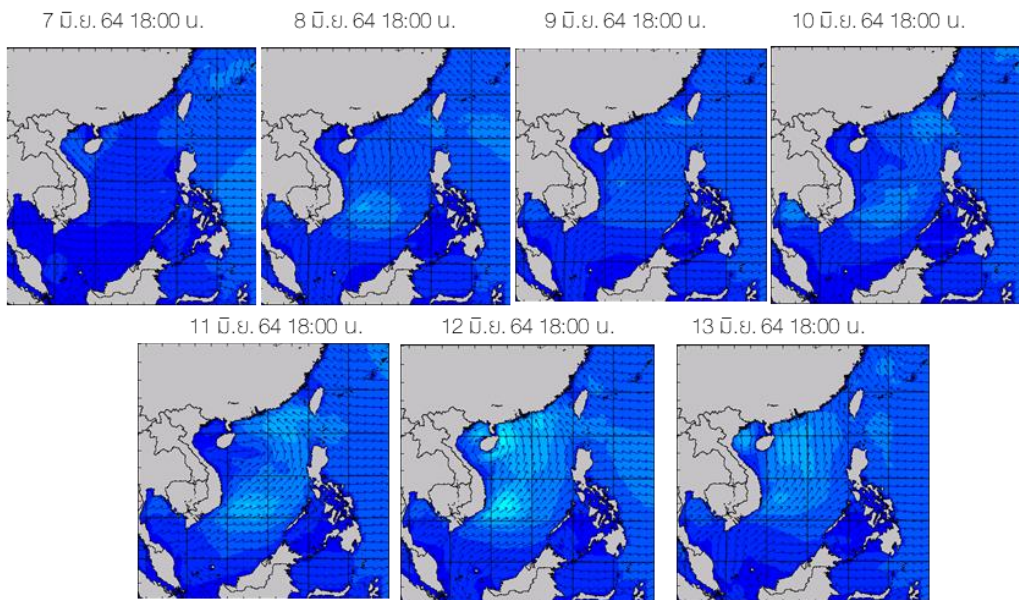 7 มิ.ย. 64 18:00 น.
8 มิ.ย. 64 18:00 น.
9 มิ.ย. 64 18:00 น.
10 มิ.ย. 64 18:00 น.
11 มิ.ย. 64 18:00 น.
12 มิ.ย. 64 18:00 น.
13 มิ.ย. 64 18:00 น.